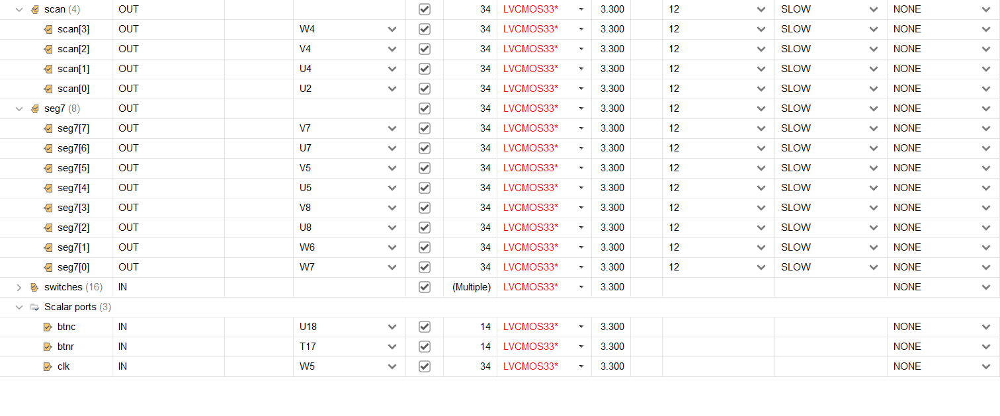 scan (4) OUT 34 LVCMOS33* 3.300 12 SLOW NONE
scan[3] OUT W4 34 LVCMOS33* 3.300 12 SLOW NONE
scan[2] OUT V4 34 LVCMOS33* 3.300 12 SLOW NONE
scan[1] OUT U4 34 LVCMOS33* 3.300 12 SLOW NONE
scan[0] OUT U2 34 LVCMOS33* 3.300 12 SLOW NONE
seg7 (8) OUT 34 LVCMOS33* 3.300 12 SLOW NONE
seg7[7] OUT V7 34 LVCMOS33* 3.300 12 SLOW NONE
seg7[6] OUT U7 34 LVCMOS33* 3.300 12 SLOW NONE
seg7[5] OUT V5 34 LVCMOS33* 3.300 12 SLOW NONE
seg7[4] OUT U5 34 LVCMOS33* 3.300 12 SLOW NONE
seg7[3] OUT V8 34 LVCMOS33* 3.300 12 SLOW NONE
seg7[2] OUT U8 34 LVCMOS33* 3.300 12 SLOW NONE
seg7[1] OUT W6 34 LVCMOS33* 3.300 12 SLOW NONE
seg7[0] OUT W7 34 LVCMOS33* 3.300 12 SLOW NONE
switches (16) IN (Multiple) LVCMOS33* 3.300 NONE
Scalar ports (3)
btnc IN U18 14 LVCMOS33* 3.300 NONE
btnr IN T17 14 LVCMOS33* 3.300 NONE
clk IN W5 34 LVCMOS33* 3.300 NONE